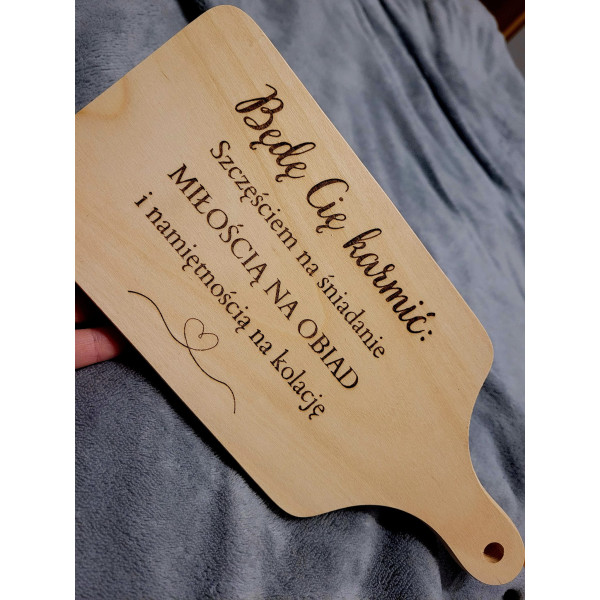 Będę Cię karmić:
Szczęściem na śniadanie
MIŁOŚCIĄ NA OBIAD
i namiętnością na kolację